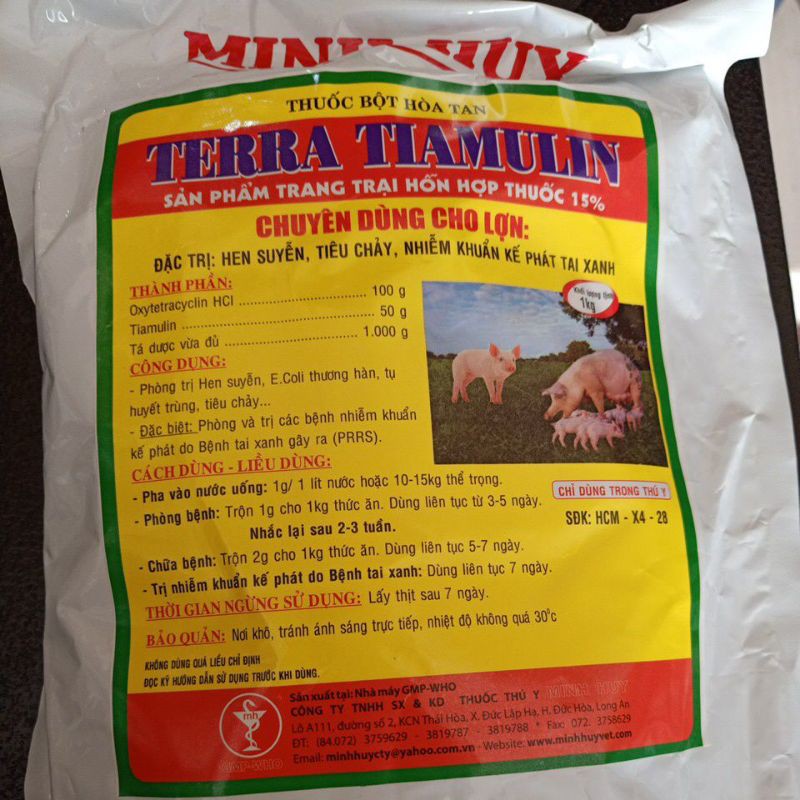 MINH HUY
THUỐC BỘT HÒA TAN
TERRA TIAMULIN
SẢN PHẨM TRANG TRẠI HỖN HỢP THUỐC 15%
CHUYÊN DÙNG CHO LỢN:
ĐẶC TRỊ: HEN SUYỄN, TIÊU CHẢY, NHIỄM KHUẨN KẾ PHÁT TAI XANH
THÀNH PHẦN:
Oxytetracyclin HCl ........................... 100 g
Tiamulin ........................................... 50 g
Tá dược vừa đủ ............................... 1.000 g
Khối lượng tịnh
1kg
CÔNG DỤNG:
- Phòng trị Hen suyễn, E.Coli thương hàn, tụ
huyết trùng, tiêu chảy...
- Đặc biệt: Phòng và trị các bệnh nhiễm khuẩn
kế phát do Bệnh tai xanh gây ra (PRRS).
CÁCH DÙNG - LIỀU DÙNG:
- Pha vào nước uống: 1g/ 1 lít nước hoặc 10-15kg thể trọng.
- Phòng bệnh: Trộn 1g cho 1kg thức ăn. Dùng liên tục từ 3-5 ngày.
Nhắc lại sau 2-3 tuần.
CHỈ DÙNG TRONG THÚ Y
SĐK: HCM - X4 - 28
- Chữa bệnh: Trộn 2g cho 1kg thức ăn. Dùng liên tục 5-7 ngày.
- Trị nhiễm khuẩn kế phát do Bệnh tai xanh: Dùng liên tục 7 ngày.
THỜI GIAN NGỪNG SỬ DỤNG: Lấy thịt sau 7 ngày.
BẢO QUẢN: Nơi khô, tránh ánh sáng trực tiếp, nhiệt độ không quá 30⁰c
KHÔNG DÙNG QUÁ LIỀU CHỈ ĐỊNH
ĐỌC KỸ HƯỚNG DẪN SỬ DỤNG TRƯỚC KHI DÙNG.
mh
GMP-WHO
Sản xuất tại: Nhà máy GMP-WHO
CÔNG TY TNHH SX & KD THUỐC THÚ Y MINH HUY
Lô A111, đường số 2, KCN Thái Hòa, X. Đức Lập Hạ, H. Đức Hòa, Long An
ĐT: (84.072) 3759629 - 3819787 - 3819788 * Fax: 072. 3758629
Email: minhhuycty@yahoo.com.vn - Website: www.minhhuyvet.com